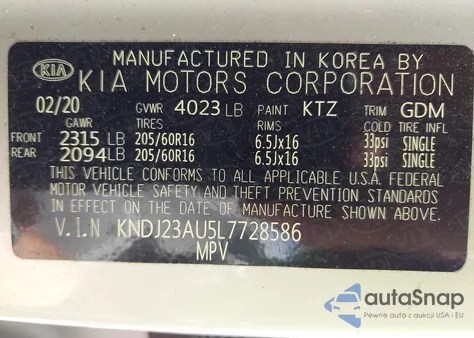 MANUFACTURED IN KOREA BY
KIA KIA MOTORS CORPORATION
02/20 GVWR 4023 LB PAINT KTZ TRIM GDM
GAWR TIRES RIMS COLD TIRE INFL
FRONT 2315 LB 205/60R16 6.5Jx16 33psi SINGLE
REAR 2094 LB 205/60R16 6.5Jx16 33psi SINGLE
THIS VEHICLE CONFORMS TO ALL APPLICABLE U.S.A. FEDERAL
MOTOR VEHICLE SAFETY AND THEFT PREVENTION STANDARDS
IN EFFECT ON THE DATE OF MANUFACTURE SHOWN ABOVE.
V.I.N KNDJ23AU5L7728586
MPV
autoSnap
Pewne auta z USA i EU